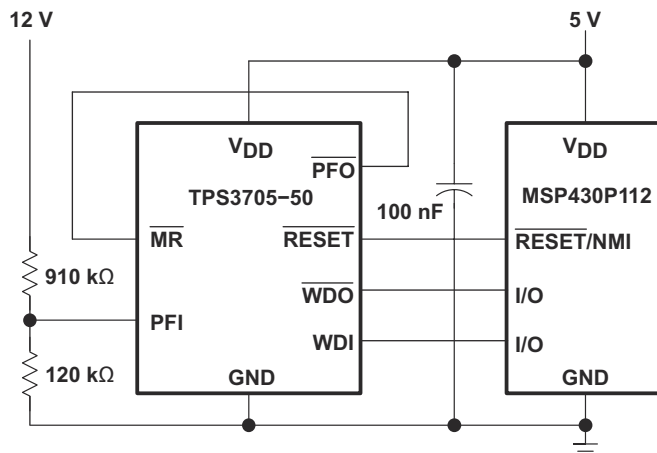 12 V
5 V
VDD
PFO
TPS3705−50
MR
RESET
910 kΩ
WDO
PFI
WDI
120 kΩ
GND
100 nF
VDD
MSP430P112
RESET/NMI
I/O
I/O
GND